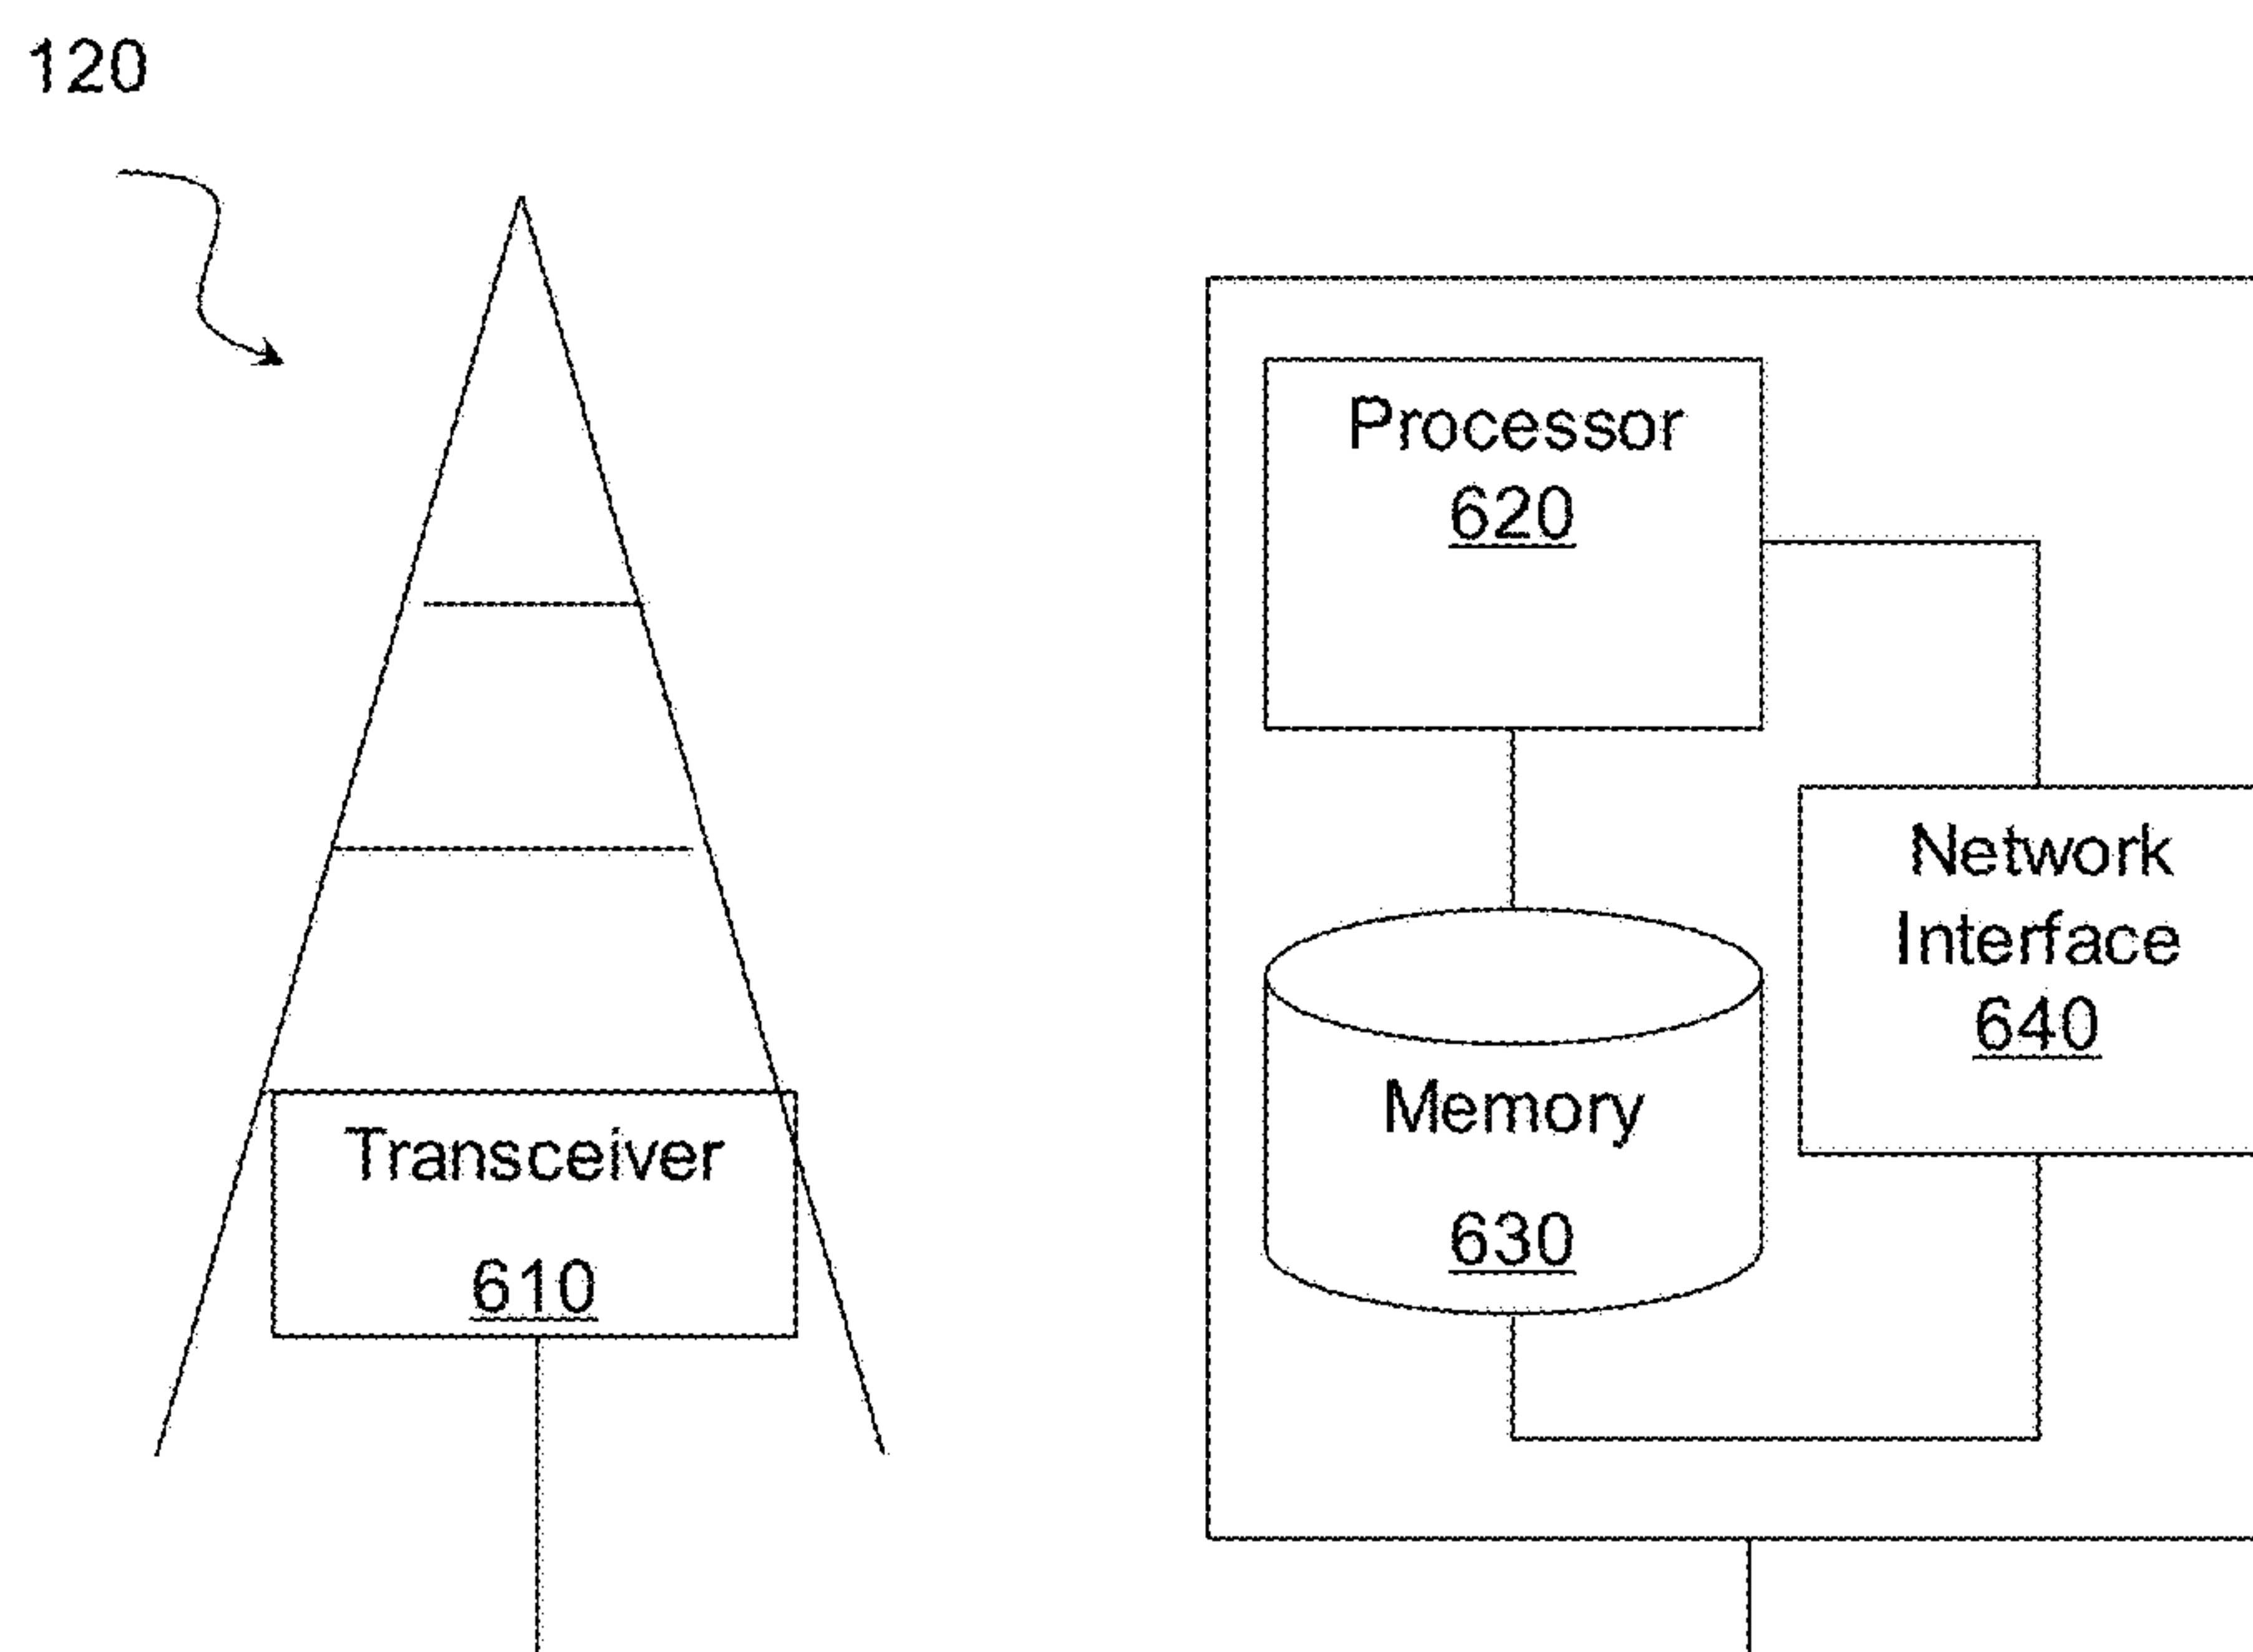 120
Processor
620
Network
Interface
640
Memory
630
Transceiver
610